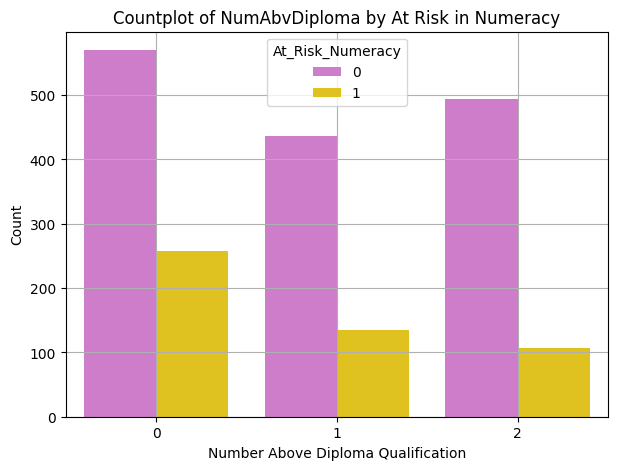 Countplot of NumAbvDiploma by At Risk in Numeracy
At_Risk_Numeracy
0
1
Count
500
400
300
200
100
0
0 1 2
Number Above Diploma Qualification